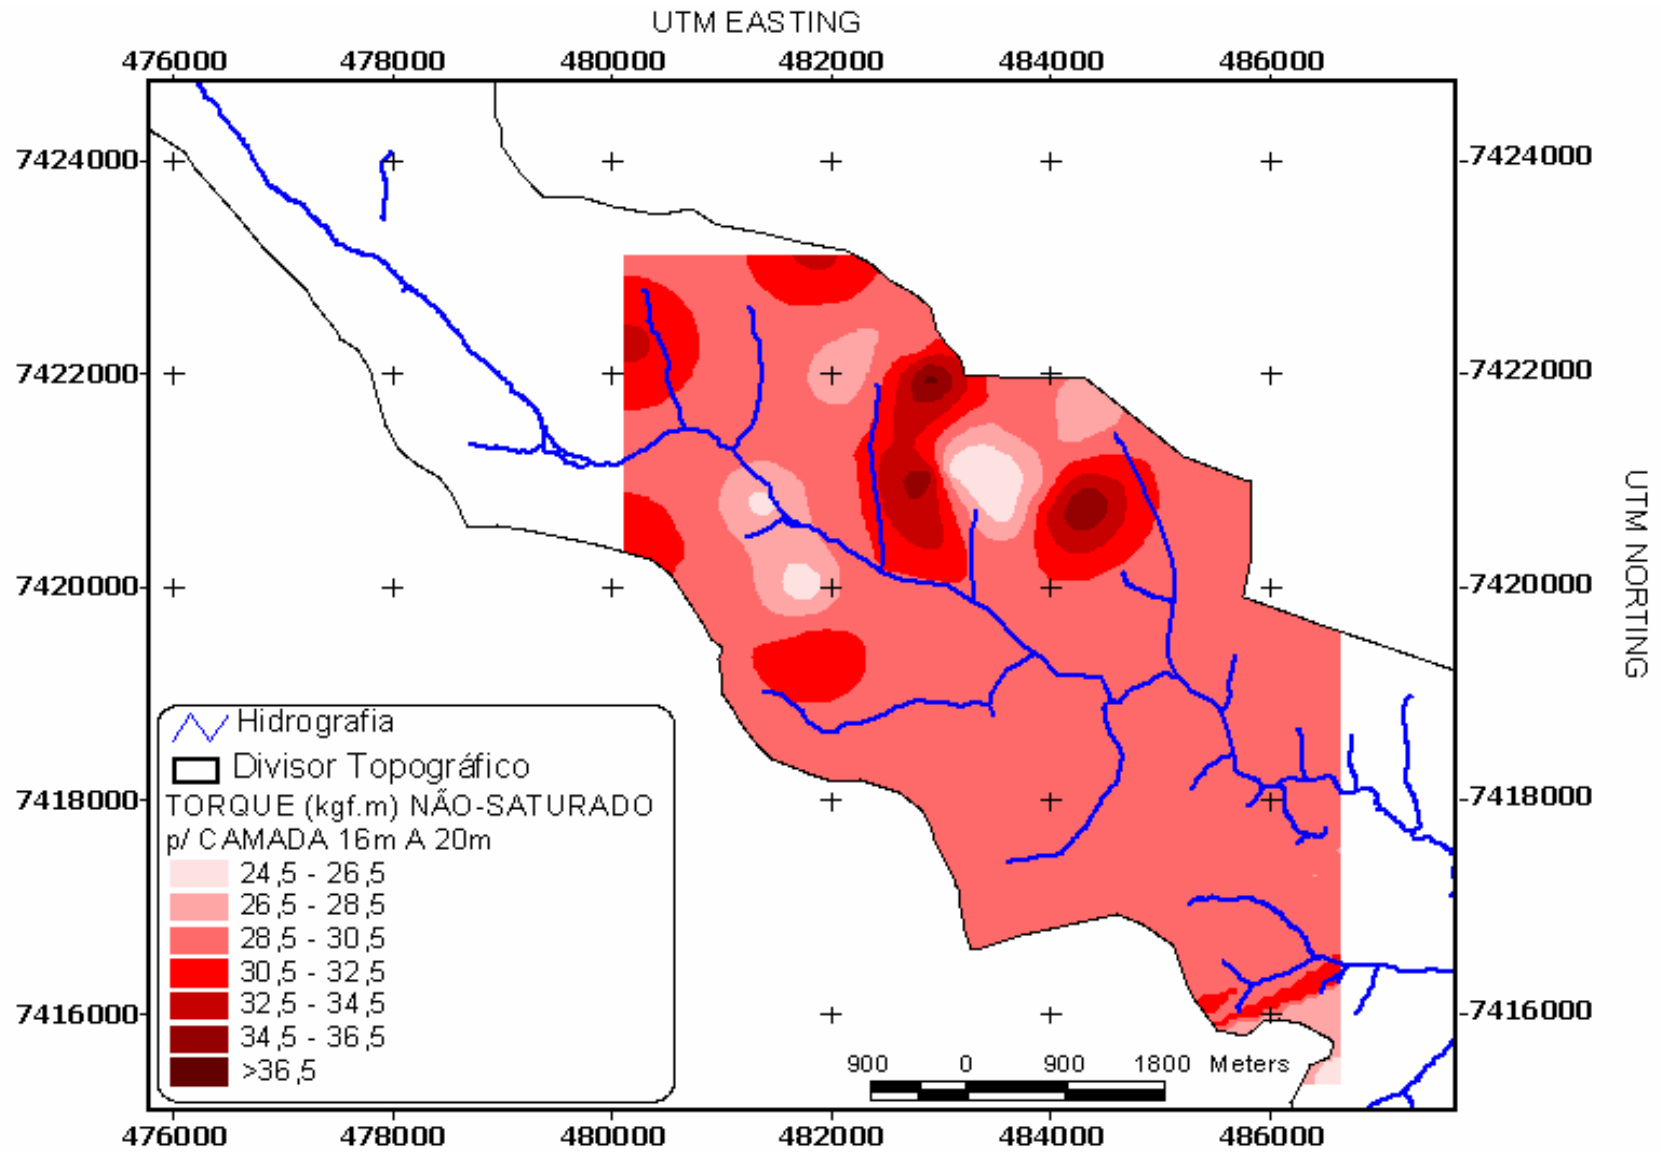 UTM EASTING
476000 478000 480000 482000 484000 486000
7424000 7424000
7422000 7422000
7420000 7420000
7418000 7418000
7416000 7416000
UTM NORTING
Hidrografia
Divisor Topográfico
TORQUE (kgf.m) NÃO-SATURADO
p/ CAMADA 16m A 20m
24,5 - 26,5
26,5 - 28,5
28,5 - 30,5
30,5 - 32,5
32,5 - 34,5
34,5 - 36,5
>36,5
900 0 900 1800 Meters
476000 478000 480000 482000 484000 486000